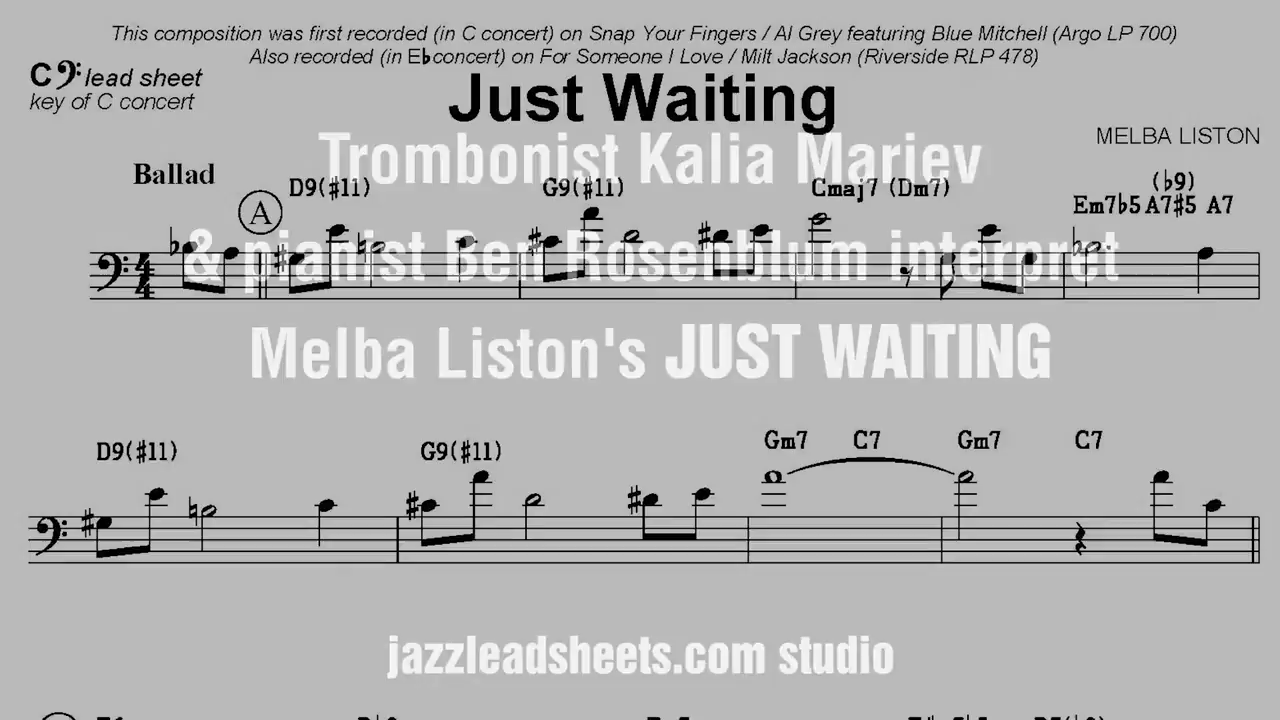 This composition was first recorded (in C concert) on Snap Your Fingers / Al Grey featuring Blue Mitchell (Argo LP 700)
Also recorded (in E♭ concert) on For Someone I Love / Milt Jackson (Riverside RLP 478)
C 𝄢 lead sheet
key of C concert
Just Waiting
MELBA LISTON
Trombonist Kalia Mariev
Ballad
A
D9(#11) G9(#11) Cmaj7 (Dm7) (♭9)
Em7b5 A7#5 A7
4
4
& pianist Ben Rosenblum interpret
Melba Liston's JUST WAITING
D9(#11) G9(#11) Gm7 C7 Gm7 C7
jazzleadsheets.com studio